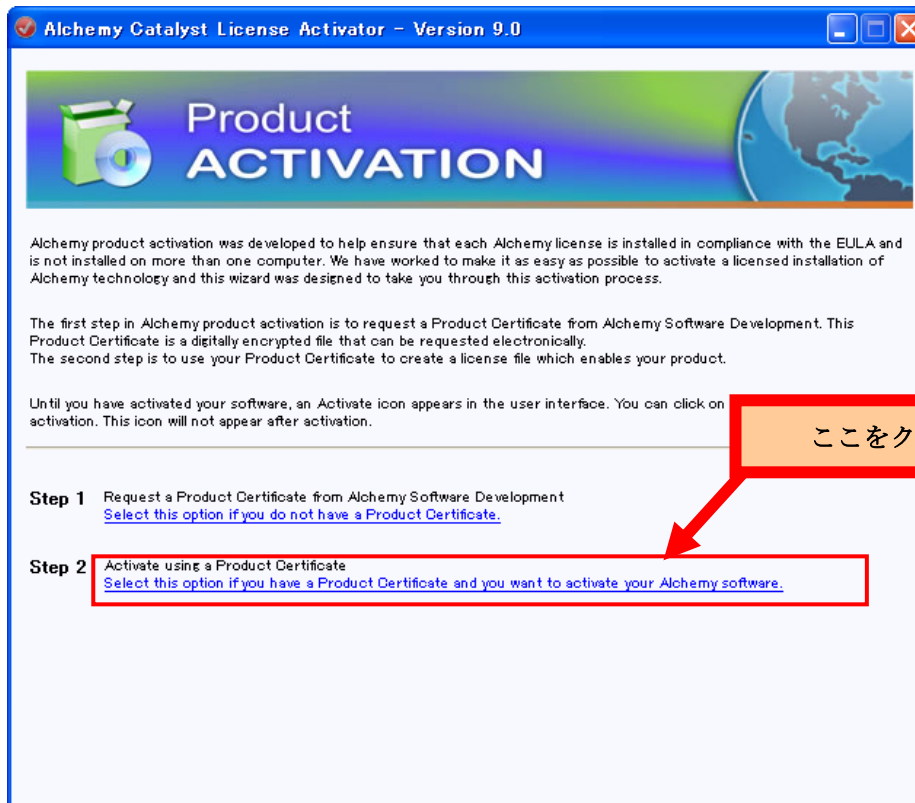 Alchemy Catalyst License Activator - Version 9.0
Product
ACTIVATION
Alchemy product activation was developed to help ensure that each Alchemy license is installed in compliance with the EULA and
is not installed on more than one computer. We have worked to make it as easy as possible to activate a licensed installation of
Alchemy technology and this wizard was designed to take you through this activation process.
The first step in Alchemy product activation is to request a Product Certificate from Alchemy Software Development. This
Product Certificate is a digitally encrypted file that can be requested electronically.
The second step is to use your Product Certificate to create a license file which enables your product.
Until you have activated your software, an Activate icon appears in the user interface. You can click on
activation. This icon will not appear after activation.
ここをク
Step 1 Request a Product Certificate from Alchemy Software Development
Select this option if you do not have a Product Certificate.
Step 2 Activate using a Product Certificate
Select this option if you have a Product Certificate and you want to activate your Alchemy software.